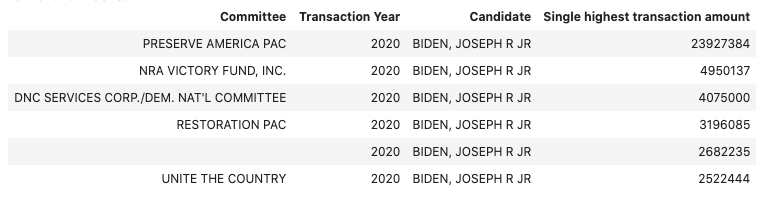 Committee Transaction Year Candidate Single highest transaction amount
PRESERVE AMERICA PAC 2020 BIDEN, JOSEPH R JR 23927384
NRA VICTORY FUND, INC. 2020 BIDEN, JOSEPH R JR 4950137
DNC SERVICES CORP./DEM. NAT'L COMMITTEE 2020 BIDEN, JOSEPH R JR 4075000
RESTORATION PAC 2020 BIDEN, JOSEPH R JR 3196085
2020 BIDEN, JOSEPH R JR 2682235
UNITE THE COUNTRY 2020 BIDEN, JOSEPH R JR 2522444